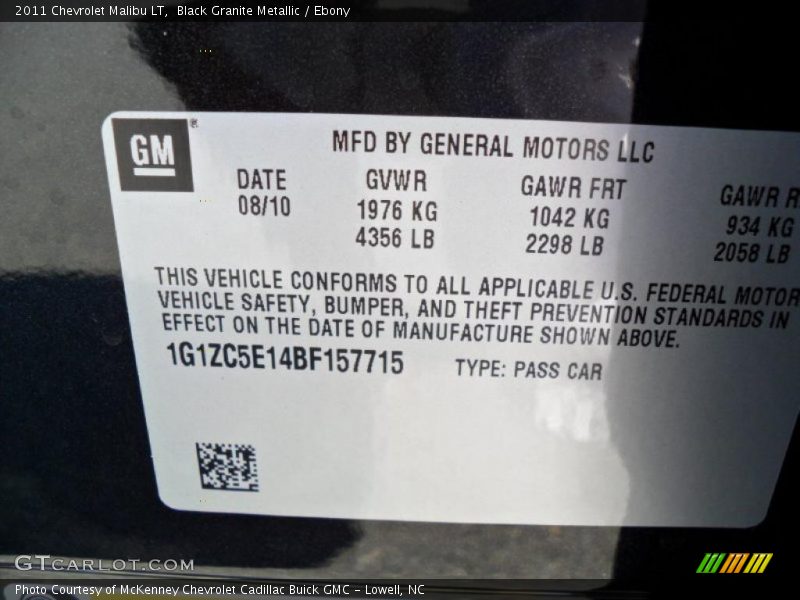 2011 Chevrolet Malibu LT, Black Granite Metallic / Ebony
GM
MFD BY GENERAL MOTORS LLC
DATE GVWR GAWR FRT GAWR R
08/10 1976 KG 1042 KG 934 KG
4356 LB 2298 LB 2058 LB
THIS VEHICLE CONFORMS TO ALL APPLICABLE U.S. FEDERAL MOTOR
VEHICLE SAFETY, BUMPER, AND THEFT PREVENTION STANDARDS IN
EFFECT ON THE DATE OF MANUFACTURE SHOWN ABOVE.
1G1ZC5E14BF157715 TYPE: PASS CAR
GTCARLOT.COM
Photo Courtesy of McKenney Chevrolet Cadillac Buick GMC - Lowell, NC